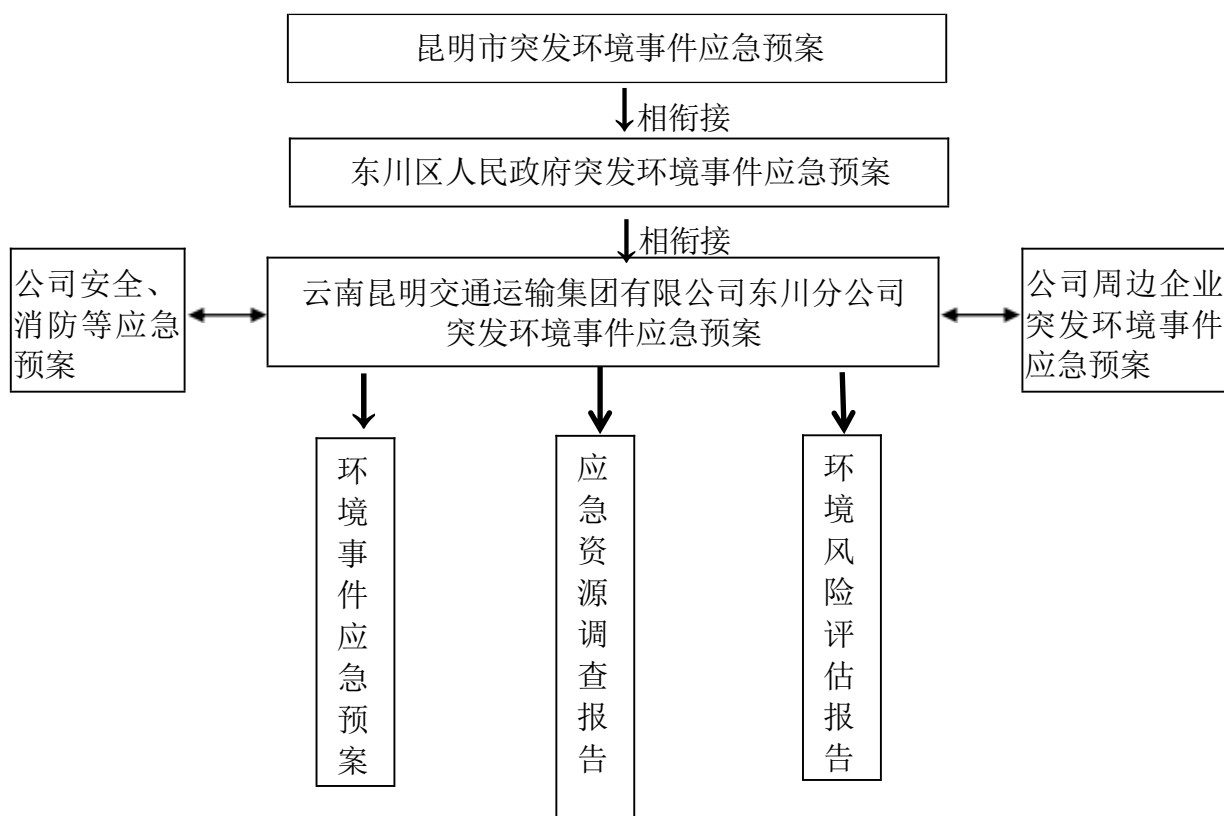 昆明市突发环境事件应急预案
相衔接
东川区人民政府突发环境事件应急预案
相衔接
公司安全、
消防等应急
预案
云南昆明交通运输集团有限公司东川分公司
突发环境事件应急预案
公司周边企业
突发环境事件
应急预案
环境事件应急预案
应急资源调查报告
环境风险评估报告